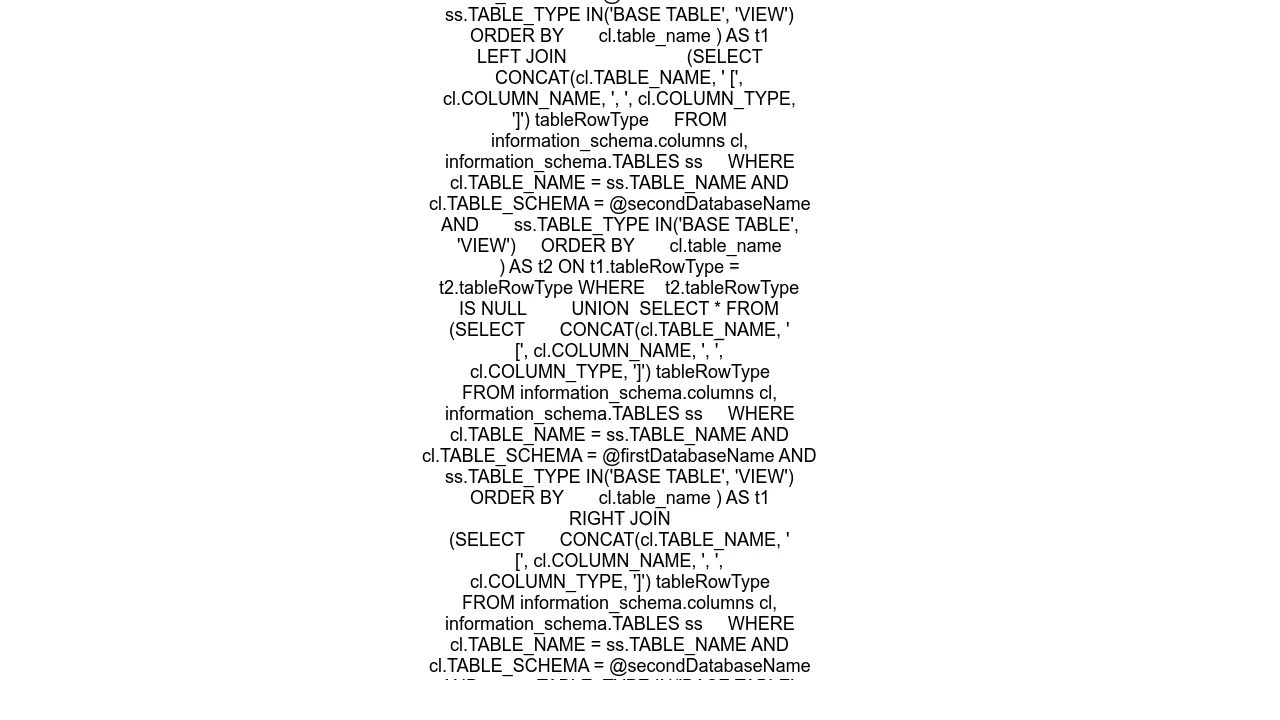 ss.TABLE_TYPE IN('BASE TABLE', 'VIEW')
ORDER BY       cl.table_name ) AS t1
LEFT JOIN                        (SELECT
CONCAT(cl.TABLE_NAME, ' [',
cl.COLUMN_NAME, ', ', cl.COLUMN_TYPE,
']') tableRowType     FROM
information_schema.columns cl,
information_schema.TABLES ss     WHERE
cl.TABLE_NAME = ss.TABLE_NAME AND
cl.TABLE_SCHEMA = @secondDatabaseName
AND       ss.TABLE_TYPE IN('BASE TABLE',
'VIEW')     ORDER BY       cl.table_name
) AS t2 ON t1.tableRowType =
t2.tableRowType WHERE    t2.tableRowType
IS NULL         UNION  SELECT * FROM
(SELECT       CONCAT(cl.TABLE_NAME, '
[', cl.COLUMN_NAME, ', ',
cl.COLUMN_TYPE, ']') tableRowType
FROM information_schema.columns cl,
information_schema.TABLES ss     WHERE
cl.TABLE_NAME = ss.TABLE_NAME AND
cl.TABLE_SCHEMA = @firstDatabaseName AND
ss.TABLE_TYPE IN('BASE TABLE', 'VIEW')
ORDER BY       cl.table_name ) AS t1
RIGHT JOIN
(SELECT       CONCAT(cl.TABLE_NAME, '
[', cl.COLUMN_NAME, ', ',
cl.COLUMN_TYPE, ']') tableRowType
FROM information_schema.columns cl,
information_schema.TABLES ss     WHERE
cl.TABLE_NAME = ss.TABLE_NAME AND
cl.TABLE_SCHEMA = @secondDatabaseName